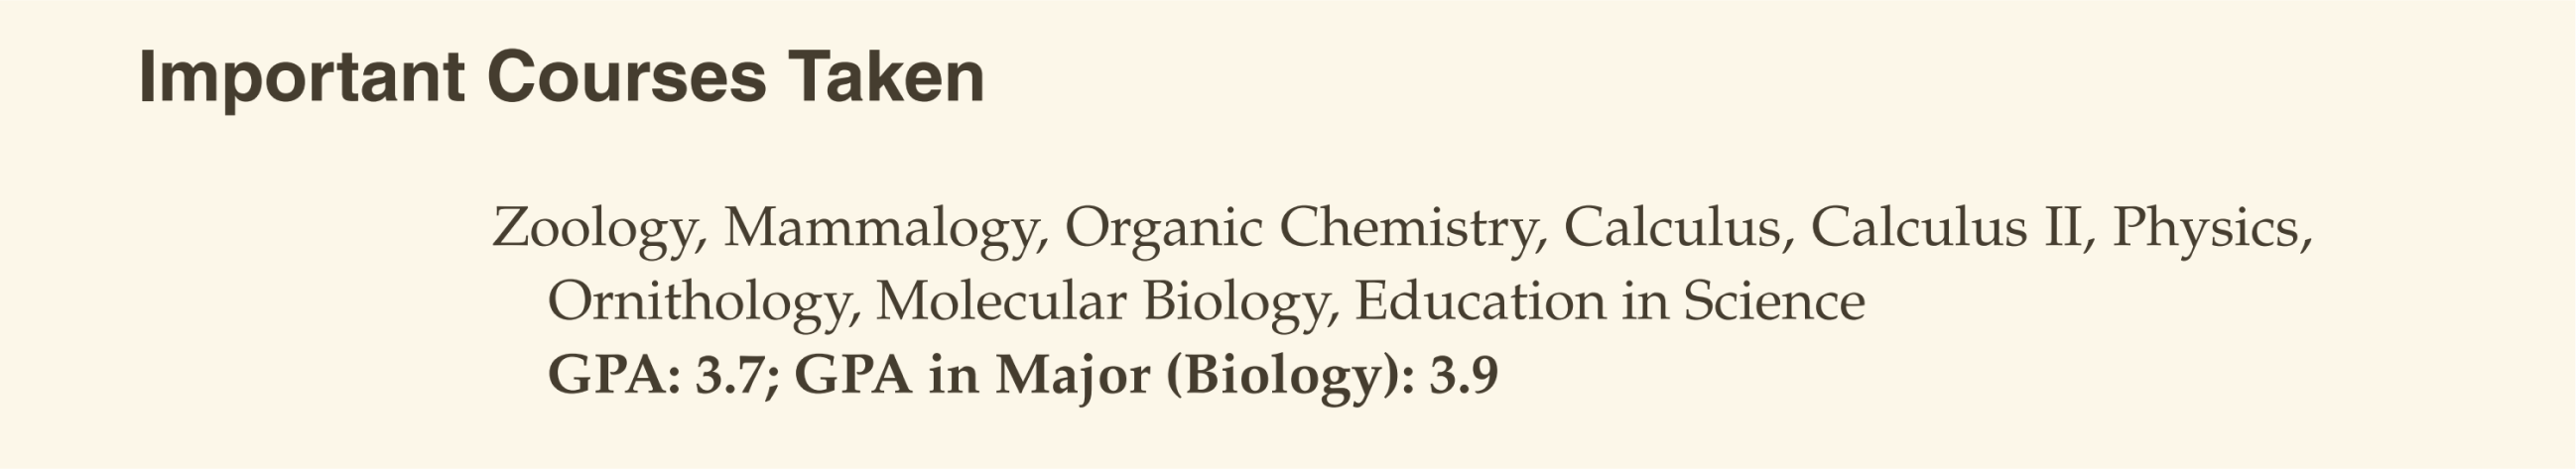 Important Courses Taken
Zoology, Mammalogy, Organic Chemistry, Calculus, Calculus II, Physics,
Ornithology, Molecular Biology, Education in Science
GPA: 3.7; GPA in Major (Biology): 3.9